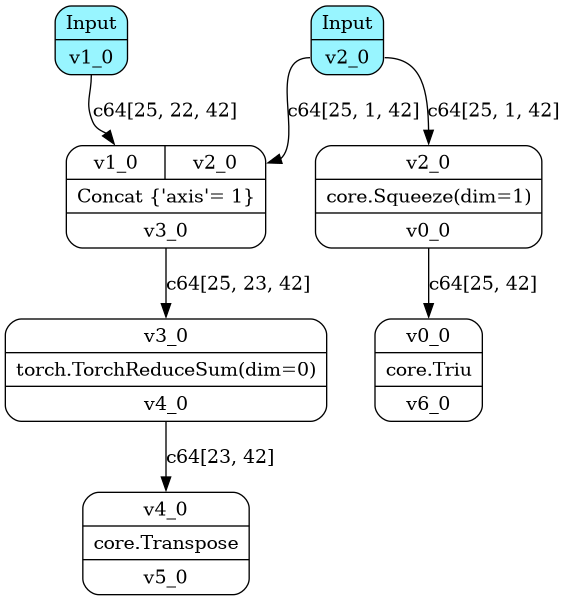 Input
v1_0
Input
v2_0
c64[25, 22, 42]
c64[25, 1, 42]
c64[25, 1, 42]
v1_0 v2_0
Concat {'axis'= 1}
v3_0
v2_0
core.Squeeze(dim=1)
v0_0
c64[25, 23, 42]
c64[25, 42]
v3_0
torch.TorchReduceSum(dim=0)
v4_0
v0_0
core.Triu
v6_0
c64[23, 42]
v4_0
core.Transpose
v5_0